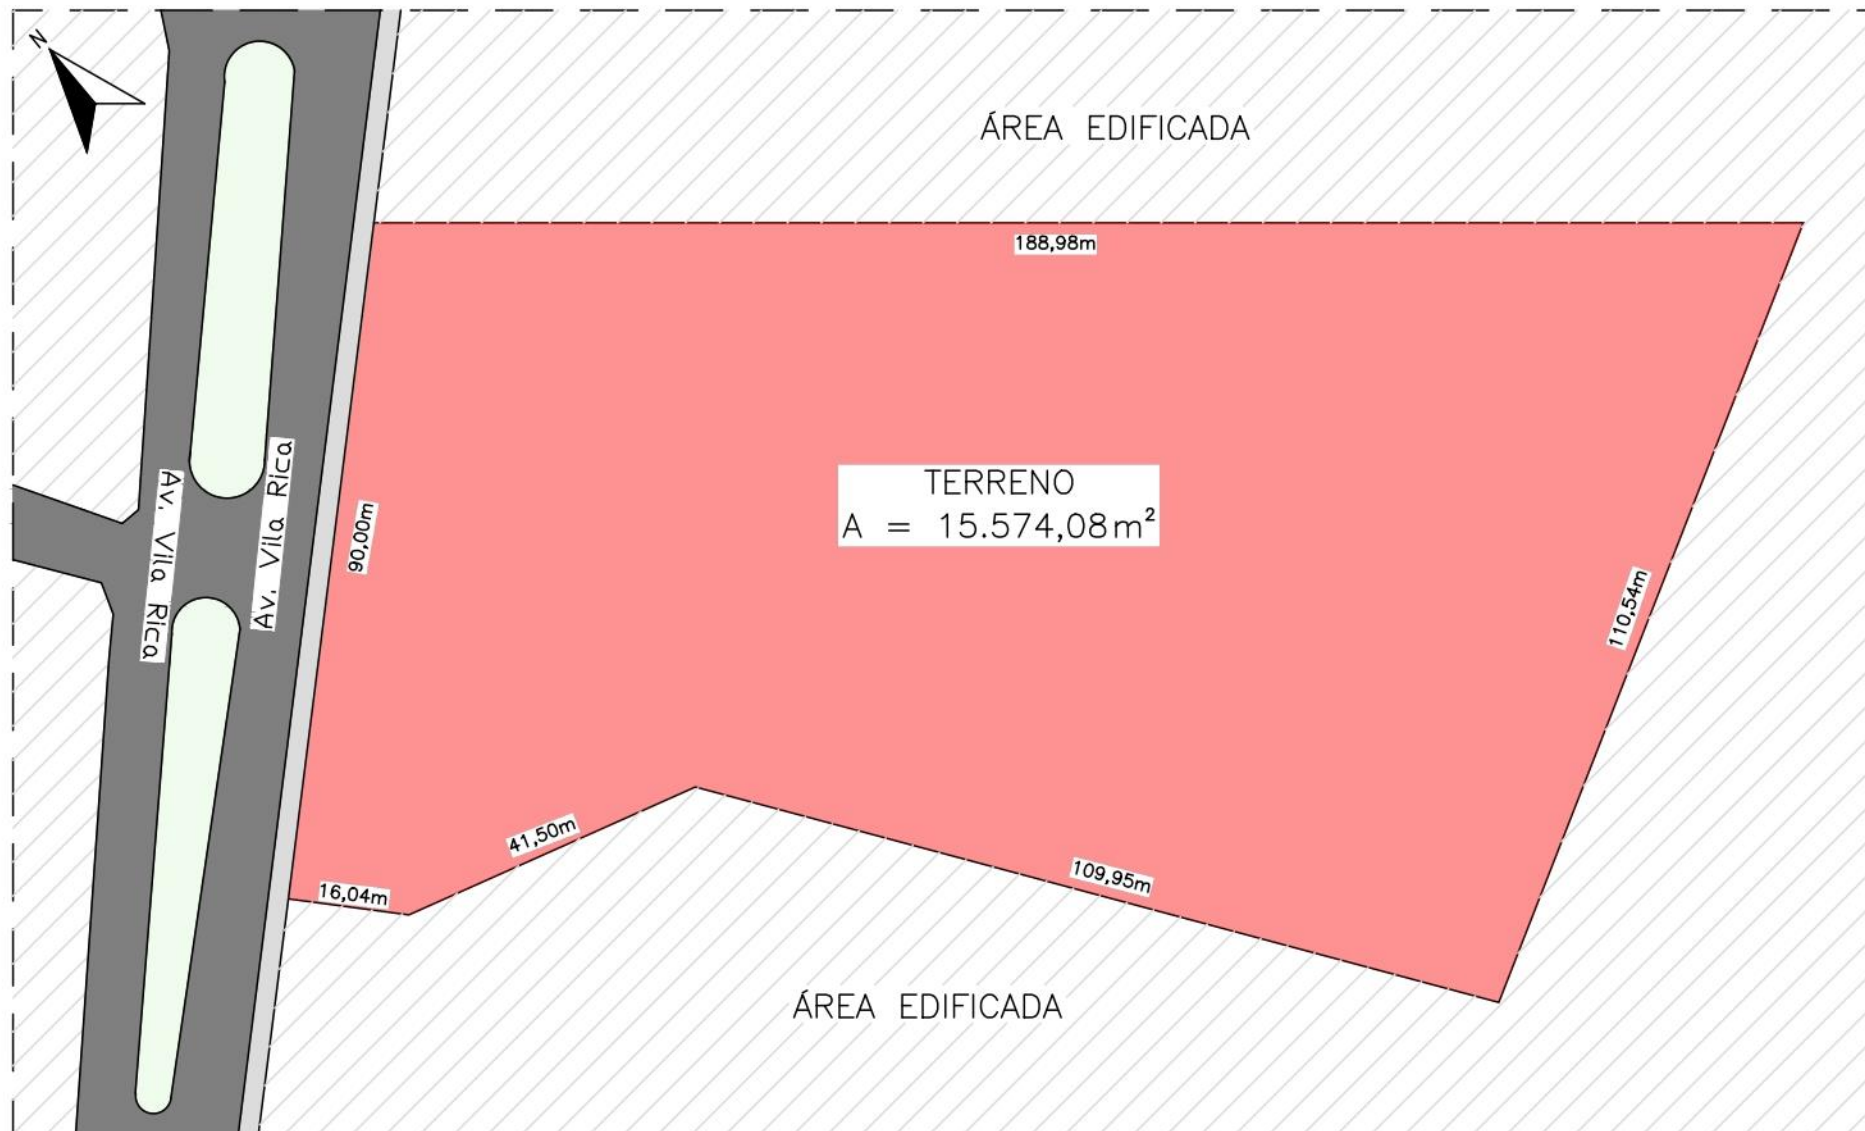 N
ÁREA EDIFICADA
188,98m
TERRENO
A = 15.574,08m²
Av. Vila Rica
Av. Vila Rica
90,00m
110,54m
41,50m
16,04m
109,95m
ÁREA EDIFICADA